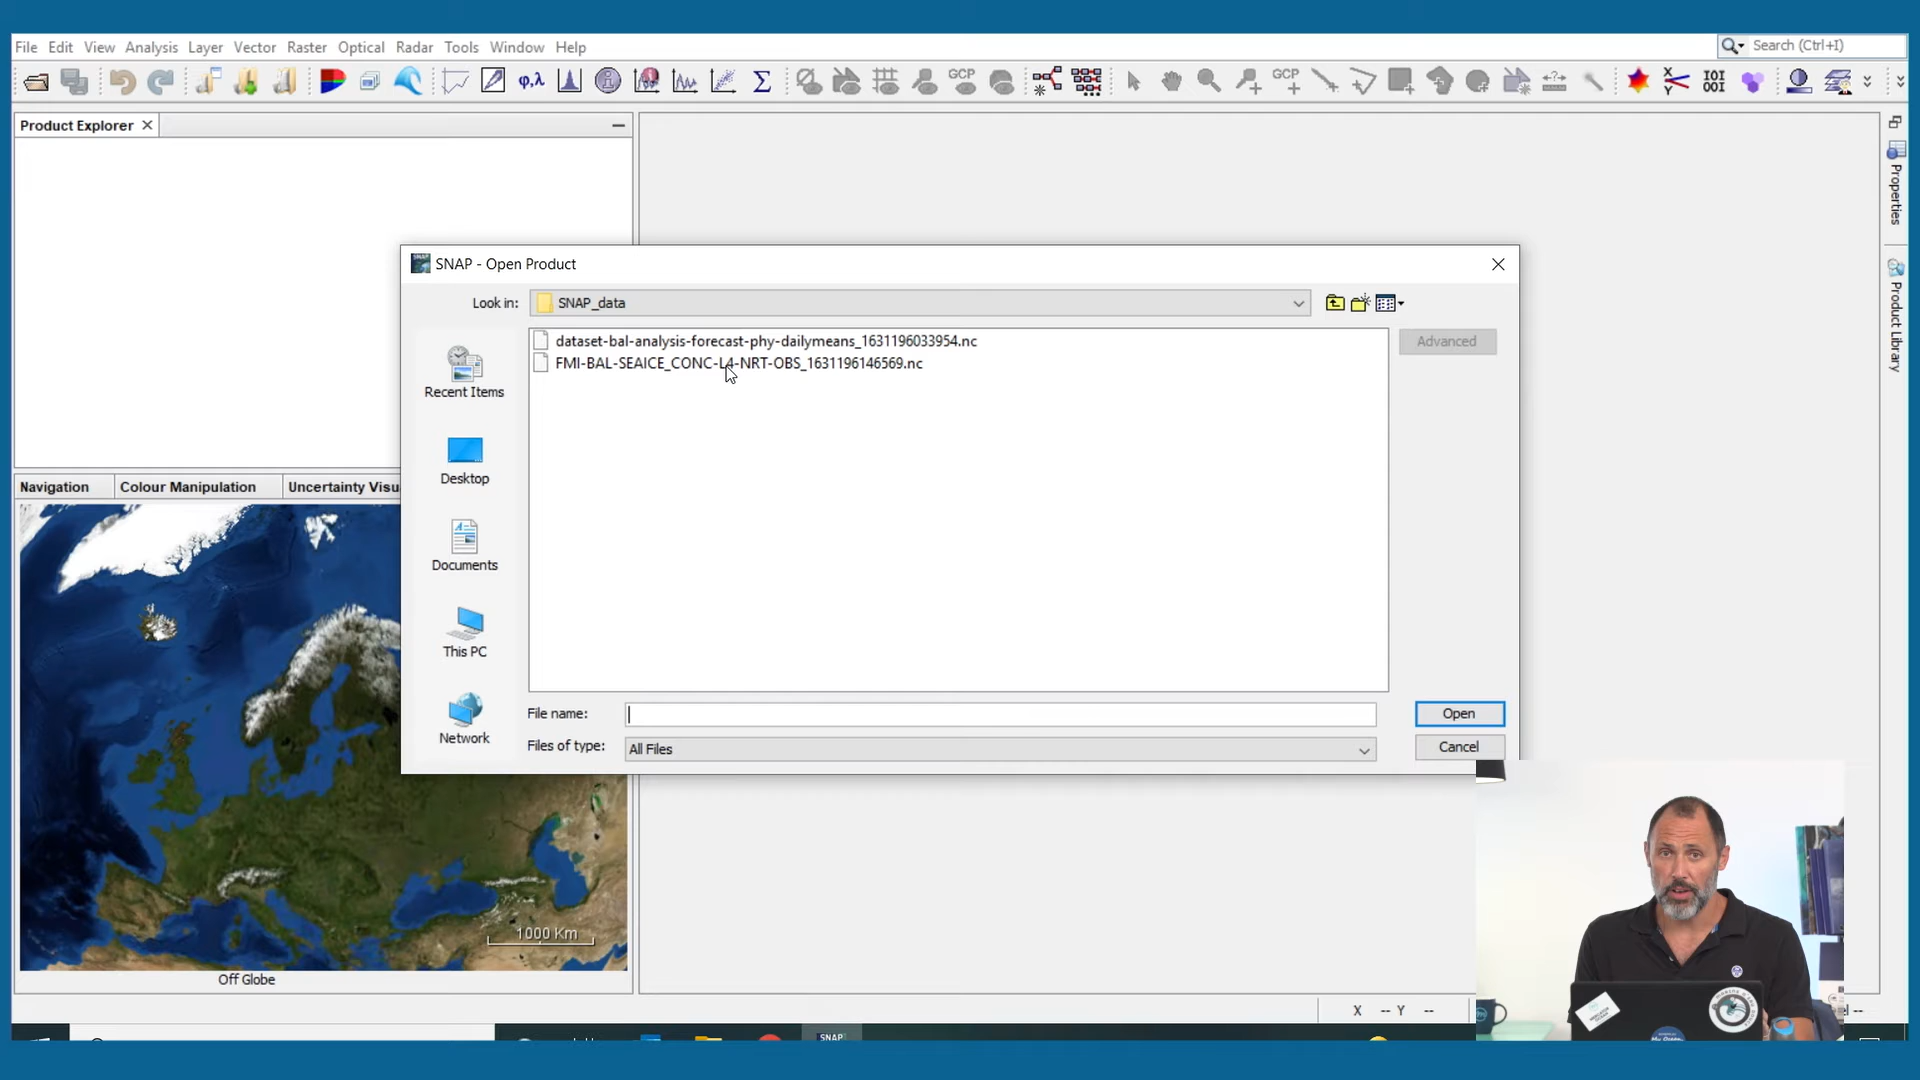 File Edit View Analysis Layer Vector Raster Optical Radar Tools Window Help
Search (Ctrl+I)
φ,λ
GCP
GCP
Product Explorer
SNAP - Open Product
Look in:
SNAP_data
dataset-bal-analysis-forecast-phy-dailymeans_1631196033954.nc
FMI-BAL-SEAICE_CONC-L4-NRT-OBS_1631196146569.nc
Advanced
Recent Items
Desktop
Documents
This PC
Network
File name:
Files of type:
All Files
Open
Cancel
Navigation
Colour Manipulation
Uncertainty Visu
1000 Km
Off Globe
Properties
Product Library
X -- Y --
SNAP